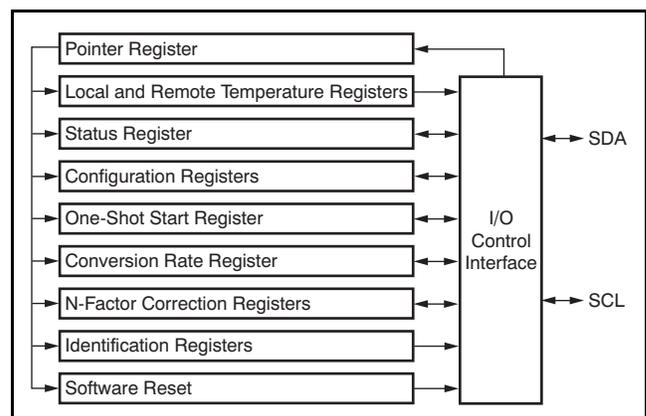 Pointer Register
Local and Remote Temperature Registers
Status Register
Configuration Registers
One-Shot Start Register
Conversion Rate Register
N-Factor Correction Registers
Identification Registers
Software Reset
I/O
Control
Interface
SDA
SCL